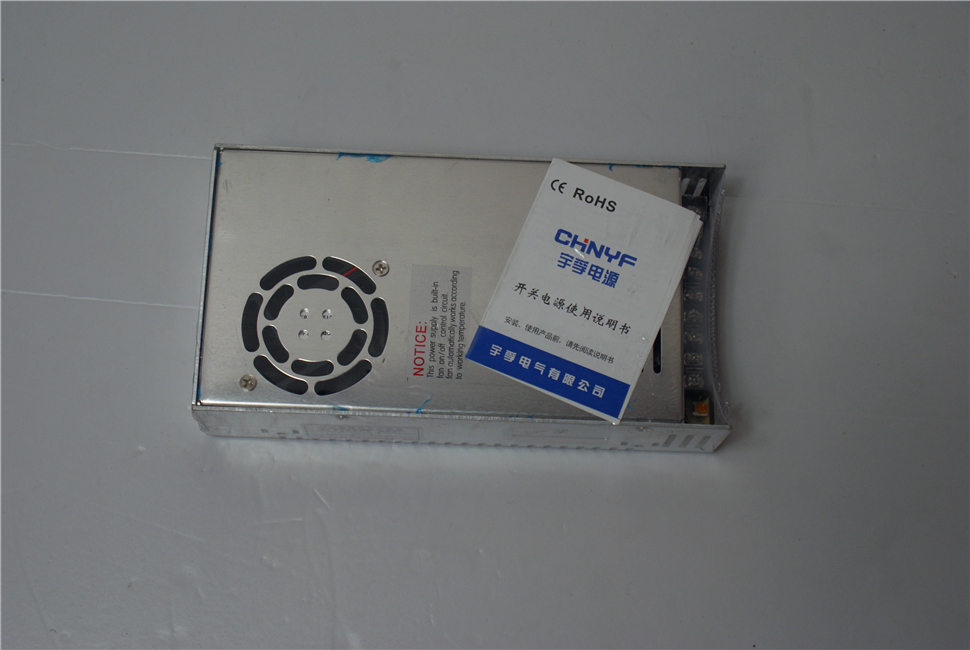 CE RoHS
CHNYF
宇孚电源
开关电源使用说明书
安装、使用产品前，请先阅读说明书
宇孚电气有限公司
NOTICE:
This power supply is built-in
fan on/off control circuit.
fan cutomatically works according
to working temperature.